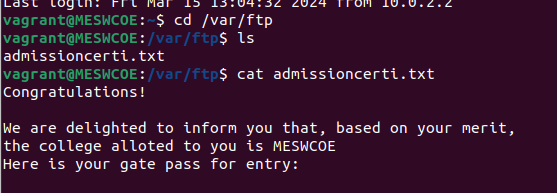 Last login: Fri Mar 15 13:04:32 2024 from 10.0.2.2
vagrant@MESWCOE:~$ cd /var/ftp
vagrant@MESWCOE:/var/ftp$ ls
admissioncerti.txt
vagrant@MESWCOE:/var/ftp$ cat admissioncerti.txt
Congratulations!
We are delighted to inform you that, based on your merit,
the college alloted to you is MESWCOE
Here is your gate pass for entry: